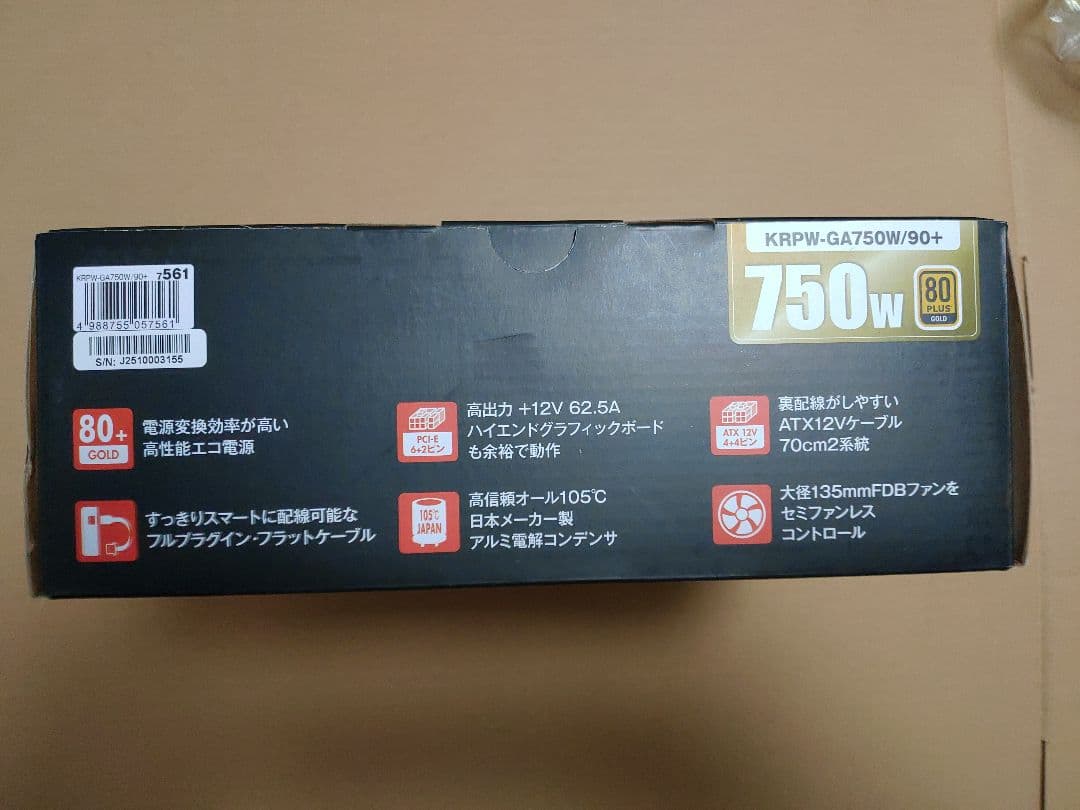 KRPW-GA750W/90+
750W
80
PLUS
GOLD
KRPW-GA750W/90+ 7561
4 988755 057561
S/N: J2510003155
80+
GOLD
電源変換効率が高い
高性能エコ電源
PCI-E
6+2ピン
高出力 +12V 62.5A
ハイエンドグラフィックボード
も余裕で動作
ATX 12V
4+4ピン
裏配線がしやすい
ATX12Vケーブル
70cm2系統
すっきりスマートに配線可能な
フルプラグイン・フラットケーブル
105℃
JAPAN
高信頼オール105℃
日本メーカー製
アルミ電解コンデンサ
大径135mmFDBファンを
セミファンレス
コントロール